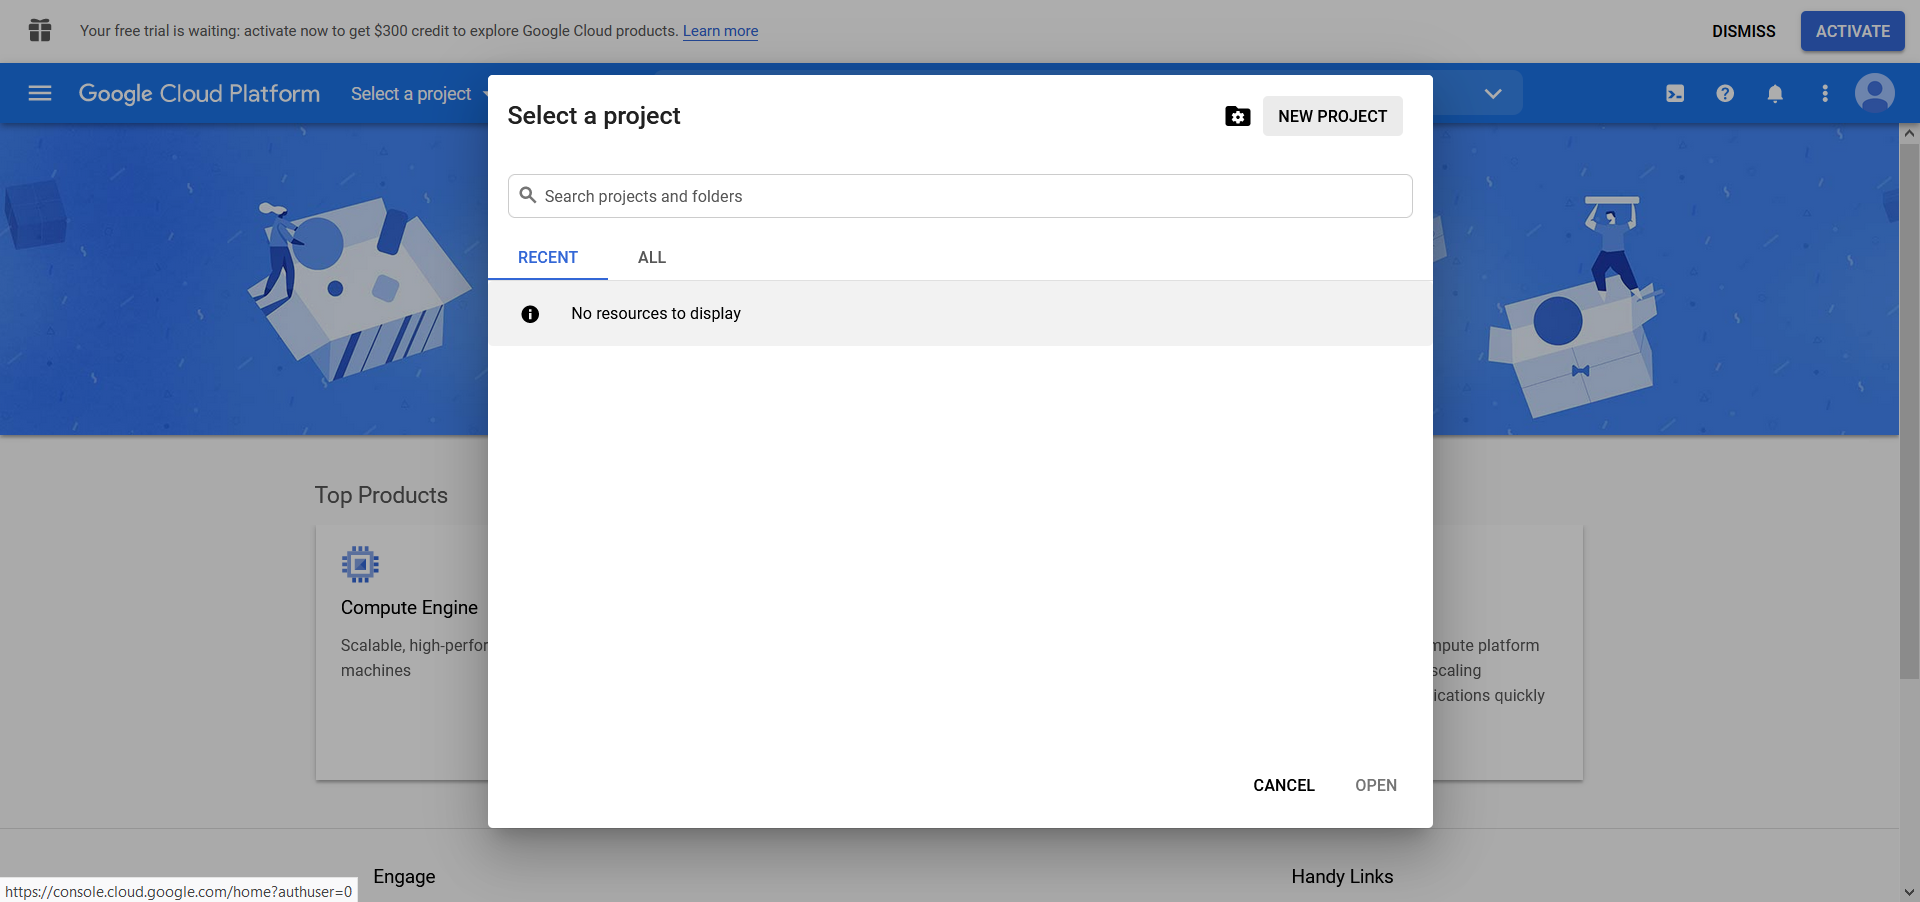 Your free trial is waiting: activate now to get $300 credit to explore Google Cloud products. Learn more
DISMISS
ACTIVATE
Google Cloud Platform
Select a project
Select a project
NEW PROJECT
Search projects and folders
RECENT
ALL
No resources to display
Top Products
Compute Engine
Scalable, high-perfor
machines
mpute platform
scaling
ications quickly
CANCEL
OPEN
Engage
Handy Links
https://console.cloud.google.com/home?authuser=0